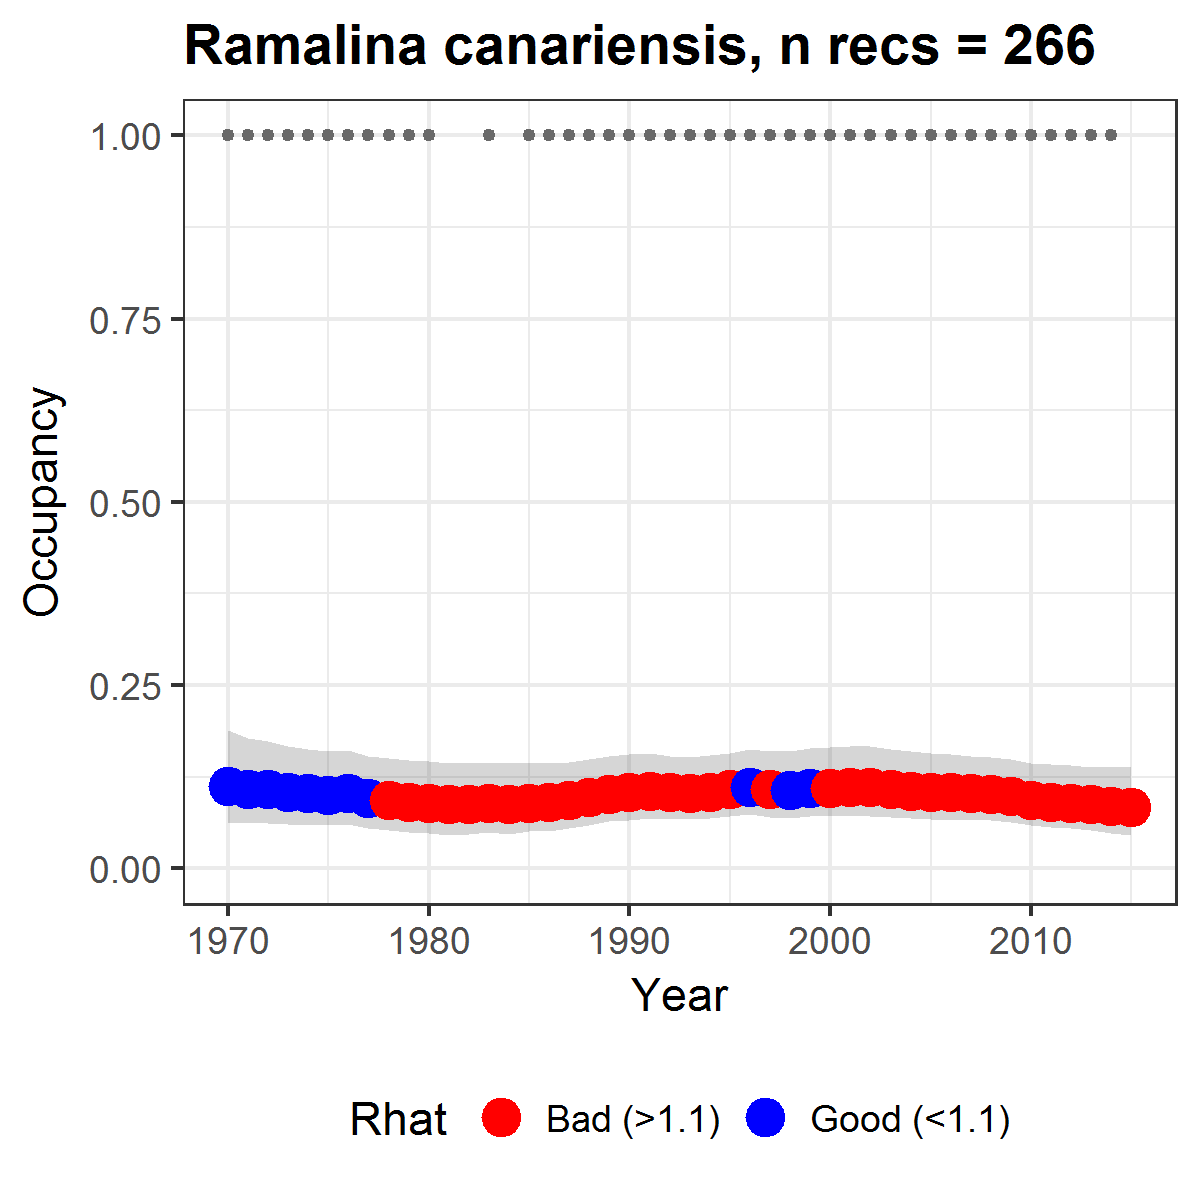 Ramalina canariensis, n recs = 266
1.00
0.75
0.50
0.25
0.00
Occupancy
1970 1980 1990 2000 2010
Year
Rhat Bad (>1.1) Good (<1.1)